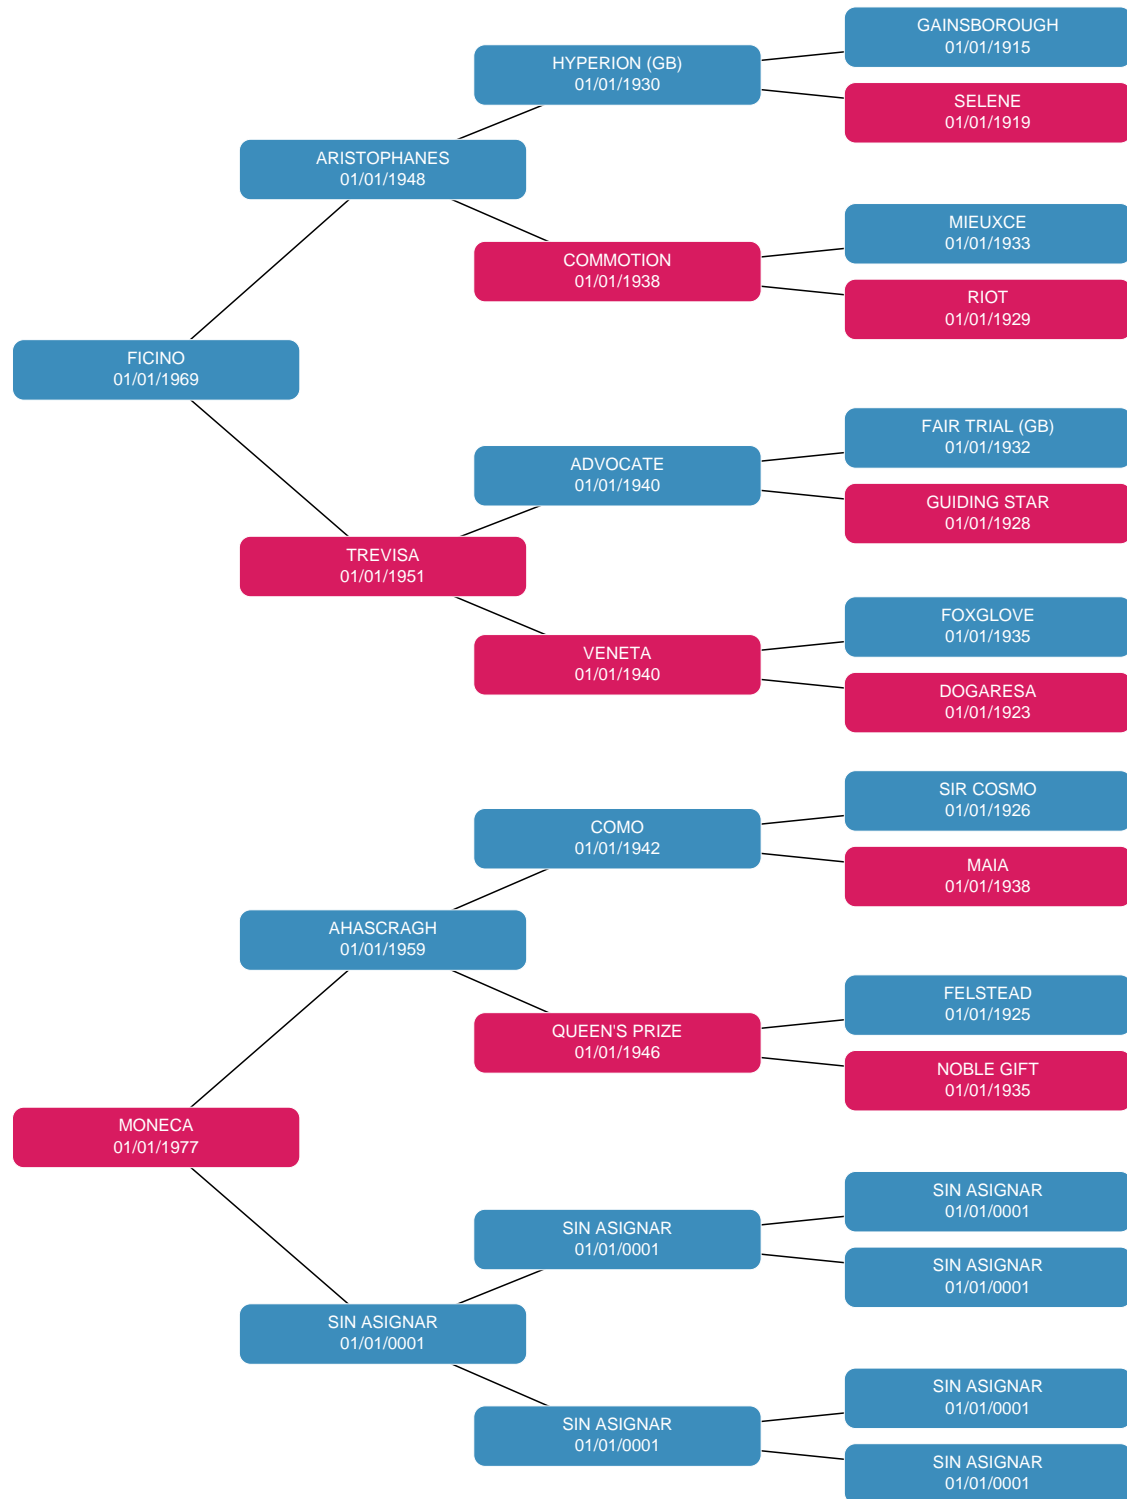 GAINSBOROUGH
01/01/1915
HYPERION (GB)
01/01/1930
SELENE
01/01/1919
ARISTOPHANES
01/01/1948
MIEUXCE
01/01/1933
COMMOTION
01/01/1938
RIOT
01/01/1929
FICINO
01/01/1969
FAIR TRIAL (GB)
01/01/1932
ADVOCATE
01/01/1940
GUIDING STAR
01/01/1928
TREVISA
01/01/1951
FOXGLOVE
01/01/1935
VENETA
01/01/1940
DOGARESA
01/01/1923
SIR COSMO
01/01/1926
COMO
01/01/1942
MAIA
01/01/1938
AHASCRAGH
01/01/1959
FELSTEAD
01/01/1925
QUEEN'S PRIZE
01/01/1946
NOBLE GIFT
01/01/1935
MONECA
01/01/1977
SIN ASIGNAR
01/01/0001
SIN ASIGNAR
01/01/0001
SIN ASIGNAR
01/01/0001
SIN ASIGNAR
01/01/0001
SIN ASIGNAR
01/01/0001
SIN ASIGNAR
01/01/0001
SIN ASIGNAR
01/01/0001